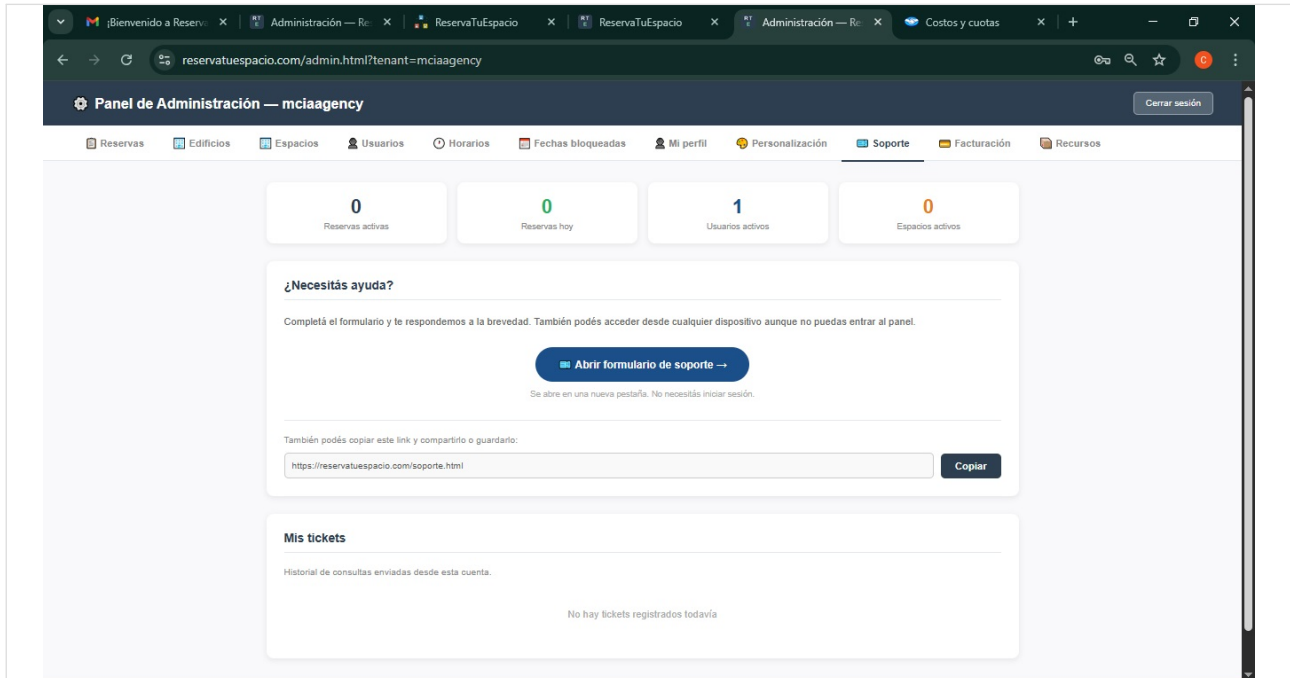 ¡Bienvenido a Reserva
Administración — Re
ReservaTuEspacio
ReservaTuEspacio
Administración — Re
Costos y cuotas
reservatuespacio.com/admin.html?tenant=mciaagency
C
Panel de Administración — mciaagency
Cerrar sesión
Reservas
Edificios
Espacios
Usuarios
Horarios
Fechas bloqueadas
Mi perfil
Personalización
Soporte
Facturación
Recursos
0
Reservas activas
0
Reservas hoy
1
Usuarios activos
0
Espacios activos
¿Necesitás ayuda?
Completá el formulario y te respondemos a la brevedad. También podés acceder desde cualquier dispositivo aunque no puedas entrar al panel.
Abrir formulario de soporte →
Se abre en una nueva pestaña. No necesitás iniciar sesión.
También podés copiar este link y compartirlo o guardarlo:
https://reservatuespacio.com/soporte.html
Copiar
Mis tickets
Historial de consultas enviadas desde esta cuenta.
No hay tickets registrados todavía